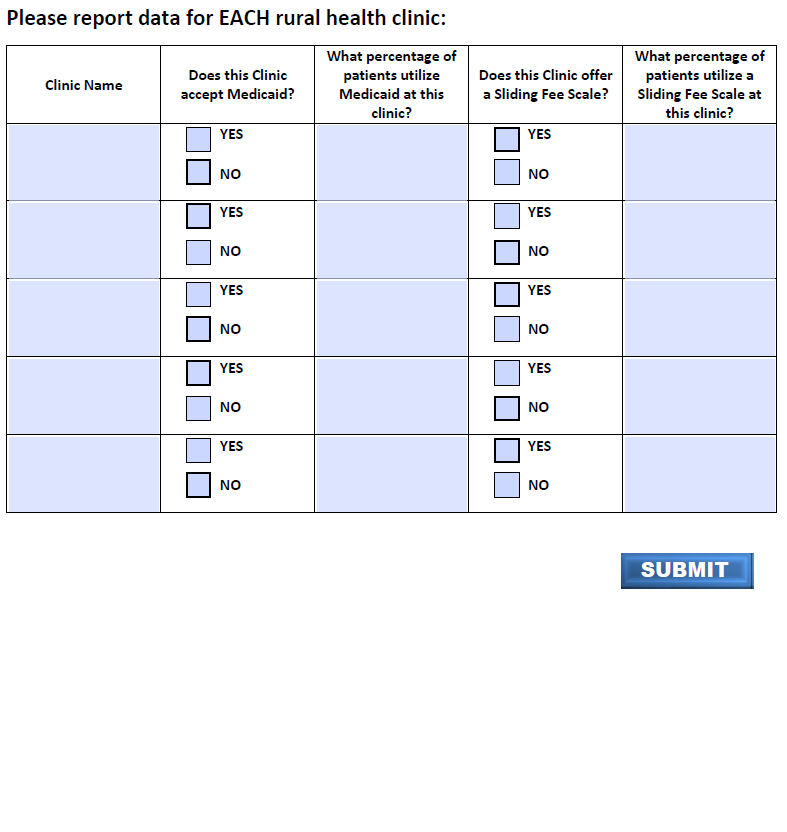 Please report data for EACH rural health clinic:
Clinic Name
Does this Clinic
accept Medicaid?
What percentage of
patients utilize
Medicaid at this
clinic?
Does this Clinic offer
a Sliding Fee Scale?
What percentage of
patients utilize a
Sliding Fee Scale at
this clinic?
YES
NO
YES
NO
YES
NO
YES
NO
YES
NO
YES
NO
YES
NO
YES
NO
YES
NO
YES
NO
SUBMIT